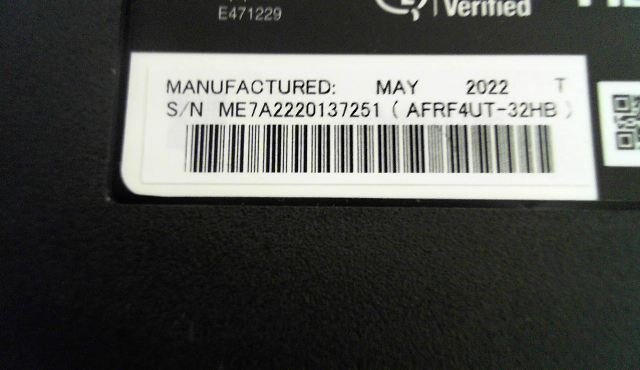 E471229
Verified
MANUFACTURED: MAY 2022 T
S/N ME7A2220137251 ( AFRF4UT-32HB )